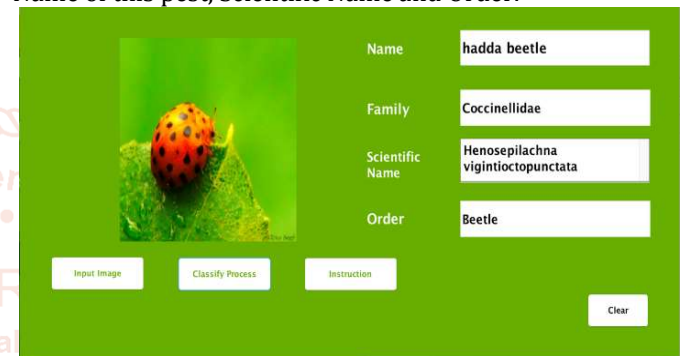 Name of this pest, Scientific Name and Order.
Name
hadda beetle
Family
Coccinellidae
Scientific
Name
Henosepilachna
vigintioctopunctata
Order
Beetle
Input Image
Classify Process
Instruction
Clear